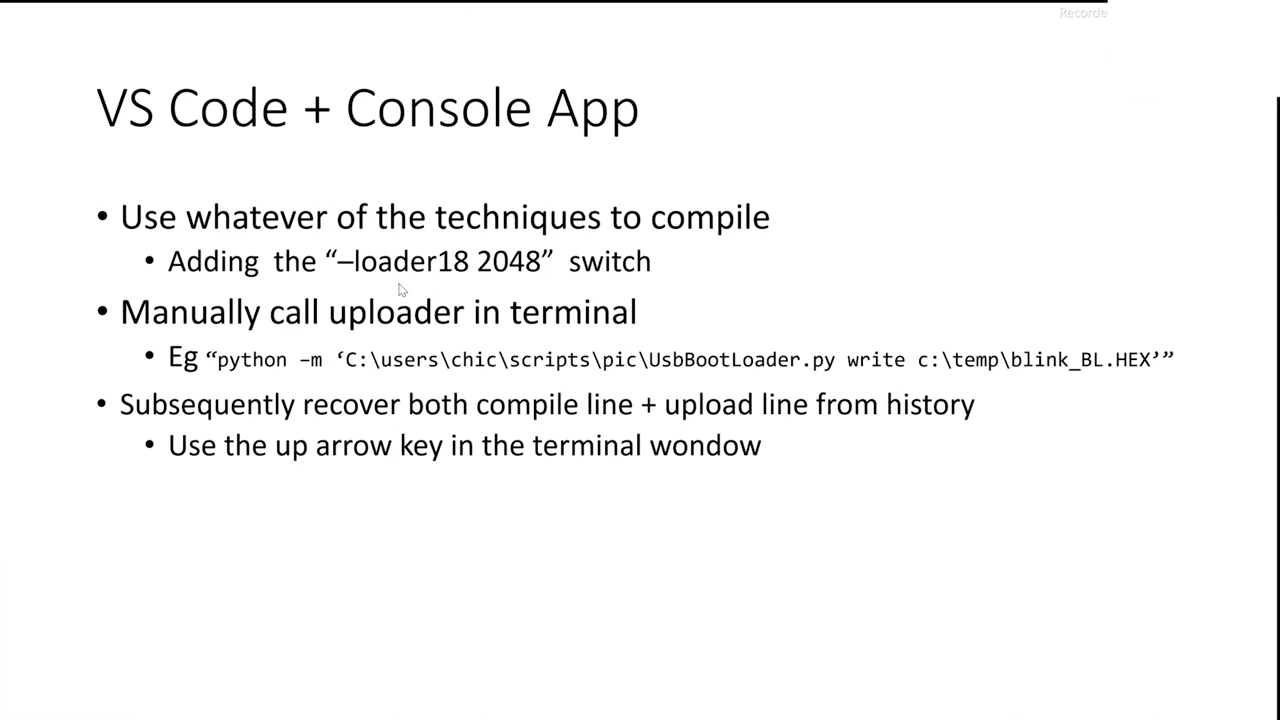 Recorde
VS Code + Console App
• Use whatever of the techniques to compile
• Adding the “–loader18 2048” switch
• Manually call uploader in terminal
• Eg “python –m ‘C:\users\chic\scripts\pic\UsbBootLoader.py write c:\temp\blink_BL.HEX’”
• Subsequently recover both compile line + upload line from history
• Use the up arrow key in the terminal wondow